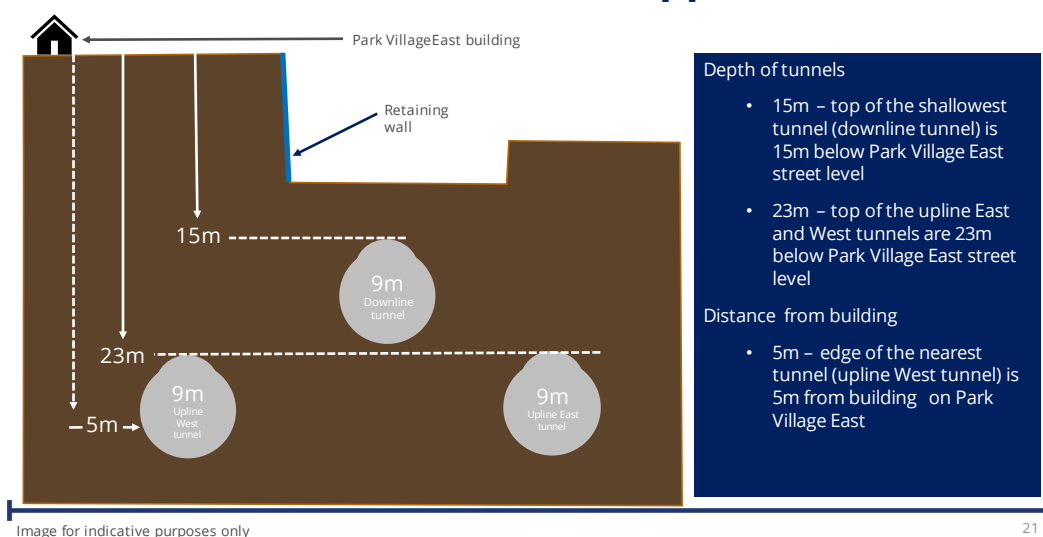 Park VillageEast building
Retaining
wall
15m
9m
Downline
tunnel
23m
9m
Upline
West
tunnel
9m
Upline East
tunnel
5m
Depth of tunnels
• 15m – top of the shallowest
tunnel (downline tunnel) is
15m below Park Village East
street level
• 23m – top of the upline East
and West tunnels are 23m
below Park Village East street
level
Distance from building
• 5m – edge of the nearest
tunnel (upline West tunnel) is
5m from building on Park
Village East
Image for indicative purposes only
21